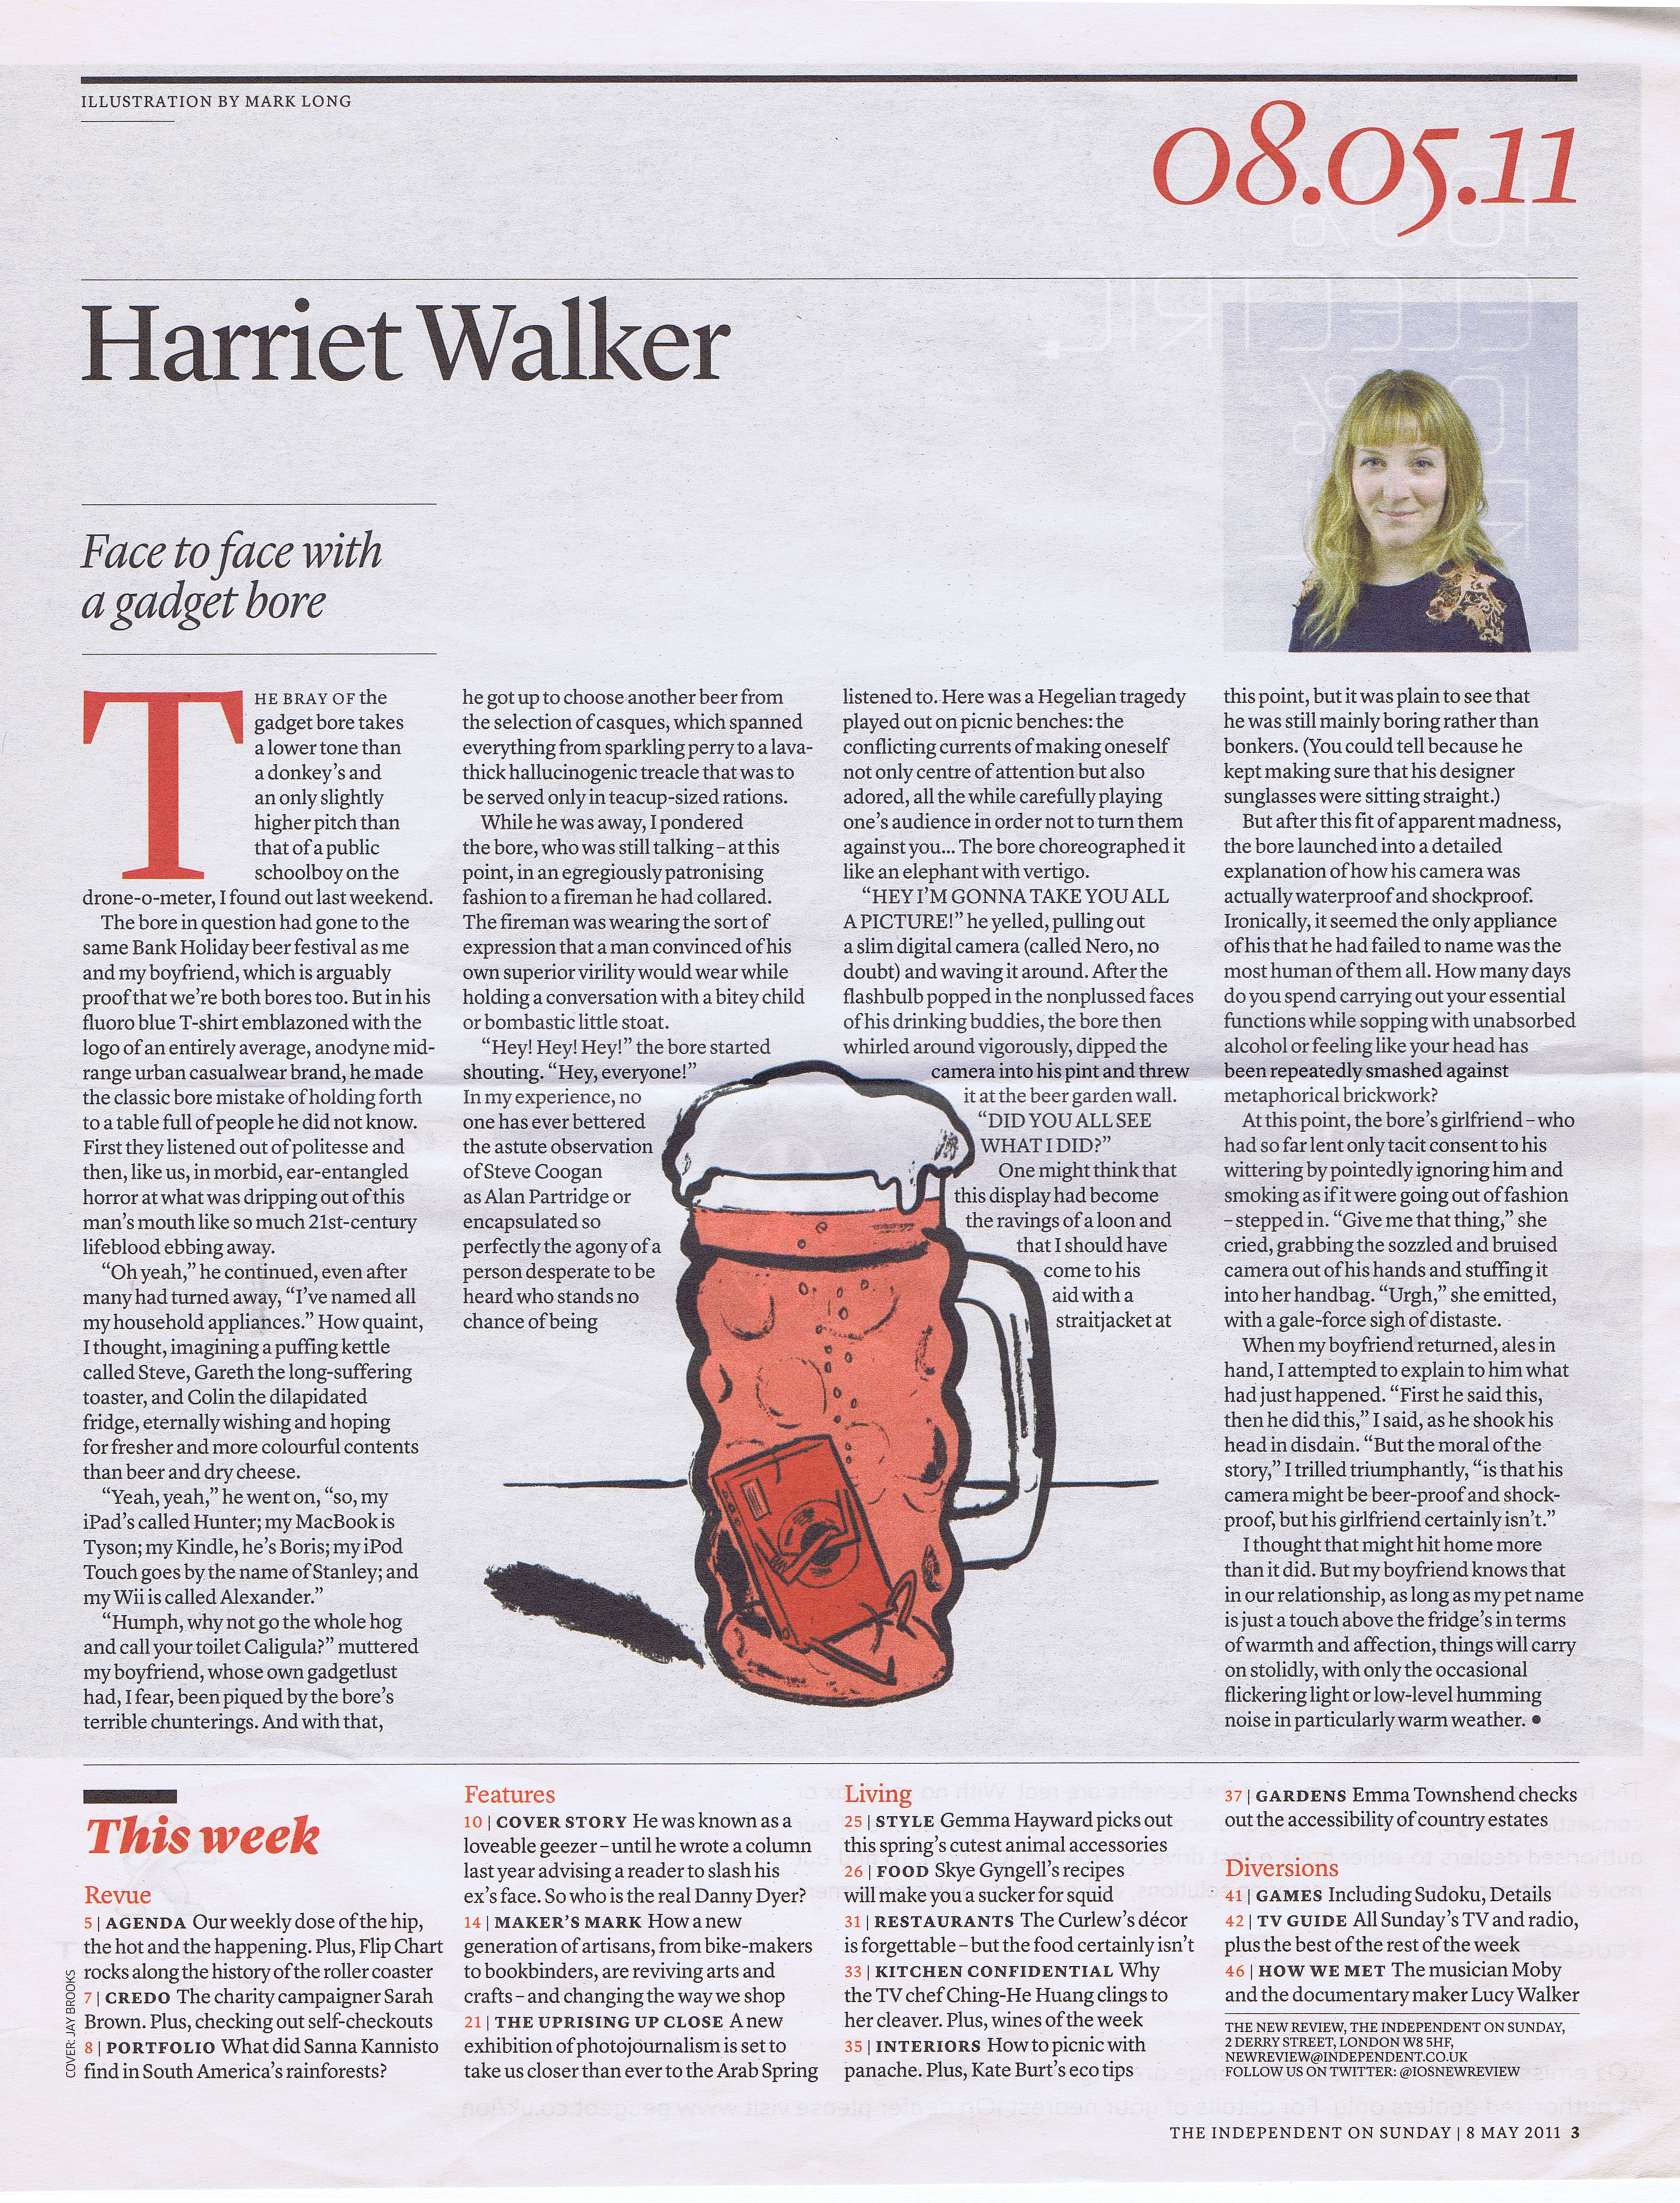 ILLUSTRATION BY MARK LONG
08.05.11
Harriet Walker
Face to face with
a gadget bore
THE BRAY OF the
gadget bore takes
a lower tone than
a donkey's and
an only slightly
higher pitch than
that of a public
schoolboy on the
drone-o-meter, I found out last weekend.
The bore in question had gone to the
same Bank Holiday beer festival as me
and my boyfriend, which is arguably
proof that we're both bores too. But in his
fluoro blue T-shirt emblazoned with the
logo of an entirely average, anodyne mid-
range urban casualwear brand, he made
the classic bore mistake of holding forth
to a table full of people he did not know.
First they listened out of politesse and
then, like us, in morbid, ear-entangled
horror at what was dripping out of this
man's mouth like so much 21st-century
lifeblood ebbing away.
"Oh yeah," he continued, even after
many had turned away, "I've named all
my household appliances." How quaint,
I thought, imagining a puffing kettle
called Steve, Gareth the long-suffering
toaster, and Colin the dilapidated
fridge, eternally wishing and hoping
for fresher and more colourful contents
than beer and dry cheese.
"Yeah, yeah," he went on, "so, my
iPad's called Hunter; my MacBook is
Tyson; my Kindle, he's Boris; my iPod
Touch goes by the name of Stanley; and
my Wii is called Alexander."
"Humph, why not go the whole hog
and call your toilet Caligula?" muttered
my boyfriend, whose own gadgetlust
had, I fear, been piqued by the bore's
terrible chunterings. And with that,
he got up to choose another beer from
the selection of casques, which spanned
everything from sparkling perry to a lava-
thick hallucinogenic treacle that was to
be served only in teacup-sized rations.
While he was away, I pondered
the bore, who was still talking – at this
point, in an egregiously patronising
fashion to a fireman he had collared.
The fireman was wearing the sort of
expression that a man convinced of his
own superior virility would wear while
holding a conversation with a bitey child
or bombastic little stoat.
"Hey! Hey! Hey!" the bore started
shouting. "Hey, everyone!"
In my experience, no
one has ever bettered
the astute observation
of Steve Coogan
as Alan Partridge or
encapsulated so
perfectly the agony of a
person desperate to be
heard who stands no
chance of being
listened to. Here was a Hegelian tragedy
played out on picnic benches: the
conflicting currents of making oneself
not only centre of attention but also
adored, all the while carefully playing
one's audience in order not to turn them
against you... The bore choreographed it
like an elephant with vertigo.
"HEY I'M GONNA TAKE YOU ALL
A PICTURE!" he yelled, pulling out
a slim digital camera (called Nero, no
doubt) and waving it around. After the
flashbulb popped in the nonplussed faces
of his drinking buddies, the bore then
whirled around vigorously, dipped the
camera into his pint and threw
it at the beer garden wall.
"DID YOU ALL SEE
WHAT I DID?"
One might think that
this display had become
the ravings of a loon and
that I should have
come to his
aid with a
straitjacket at
this point, but it was plain to see that
he was still mainly boring rather than
bonkers. (You could tell because he
kept making sure that his designer
sunglasses were sitting straight.)
But after this fit of apparent madness,
the bore launched into a detailed
explanation of how his camera was
actually waterproof and shockproof.
Ironically, it seemed the only appliance
of his that he had failed to name was the
most human of them all. How many days
do you spend carrying out your essential
functions while sopping with unabsorbed
alcohol or feeling like your head has
been repeatedly smashed against
metaphorical brickwork?
At this point, the bore's girlfriend – who
had so far lent only tacit consent to his
wittering by pointedly ignoring him and
smoking as if it were going out of fashion
– stepped in. "Give me that thing," she
cried, grabbing the sozzled and bruised
camera out of his hands and stuffing it
into her handbag. "Urgh," she emitted,
with a gale-force sigh of distaste.
When my boyfriend returned, ales in
hand, I attempted to explain to him what
had just happened. "First he said this,
then he did this," I said, as he shook his
head in disdain. "But the moral of the
story," I trilled triumphantly, "is that his
camera might be beer-proof and shock-
proof, but his girlfriend certainly isn't."
I thought that might hit home more
than it did. But my boyfriend knows that
in our relationship, as long as my pet name
is just a touch above the fridge's in terms
of warmth and affection, things will carry
on stolidly, with only the occasional
flickering light or low-level humming
noise in particularly warm weather. •
This week
Revue
5 | AGENDA Our weekly dose of the hip,
the hot and the happening. Plus, Flip Chart
rocks along the history of the roller coaster
7 | CREDO The charity campaigner Sarah
Brown. Plus, checking out self-checkouts
8 | PORTFOLIO What did Sanna Kannisto
find in South America's rainforests?
COVER: JAY BROOKS
Features
10 | COVER STORY He was known as a
loveable geezer – until he wrote a column
last year advising a reader to slash his
ex's face. So who is the real Danny Dyer?
14 | MAKER'S MARK How a new
generation of artisans, from bike-makers
to bookbinders, are reviving arts and
crafts – and changing the way we shop
21 | THE UPRISING UP CLOSE A new
exhibition of photojournalism is set to
take us closer than ever to the Arab Spring
Living
25 | STYLE Gemma Hayward picks out
this spring's cutest animal accessories
26 | FOOD Skye Gyngell's recipes
will make you a sucker for squid
31 | RESTAURANTS The Curlew's décor
is forgettable – but the food certainly isn't
33 | KITCHEN CONFIDENTIAL Why
the TV chef Ching-He Huang clings to
her cleaver. Plus, wines of the week
35 | INTERIORS How to picnic with
panache. Plus, Kate Burt's eco tips
37 | GARDENS Emma Townshend checks
out the accessibility of country estates
Diversions
41 | GAMES Including Sudoku, Details
42 | TV GUIDE All Sunday's TV and radio,
plus the best of the rest of the week
46 | HOW WE MET The musician Moby
and the documentary maker Lucy Walker
THE NEW REVIEW, THE INDEPENDENT ON SUNDAY,
2 DERRY STREET, LONDON W8 5HF,
NEWREVIEW@INDEPENDENT.CO.UK
FOLLOW US ON TWITTER: @IOSNEWREVIEW
THE INDEPENDENT ON SUNDAY | 8 MAY 2011 3